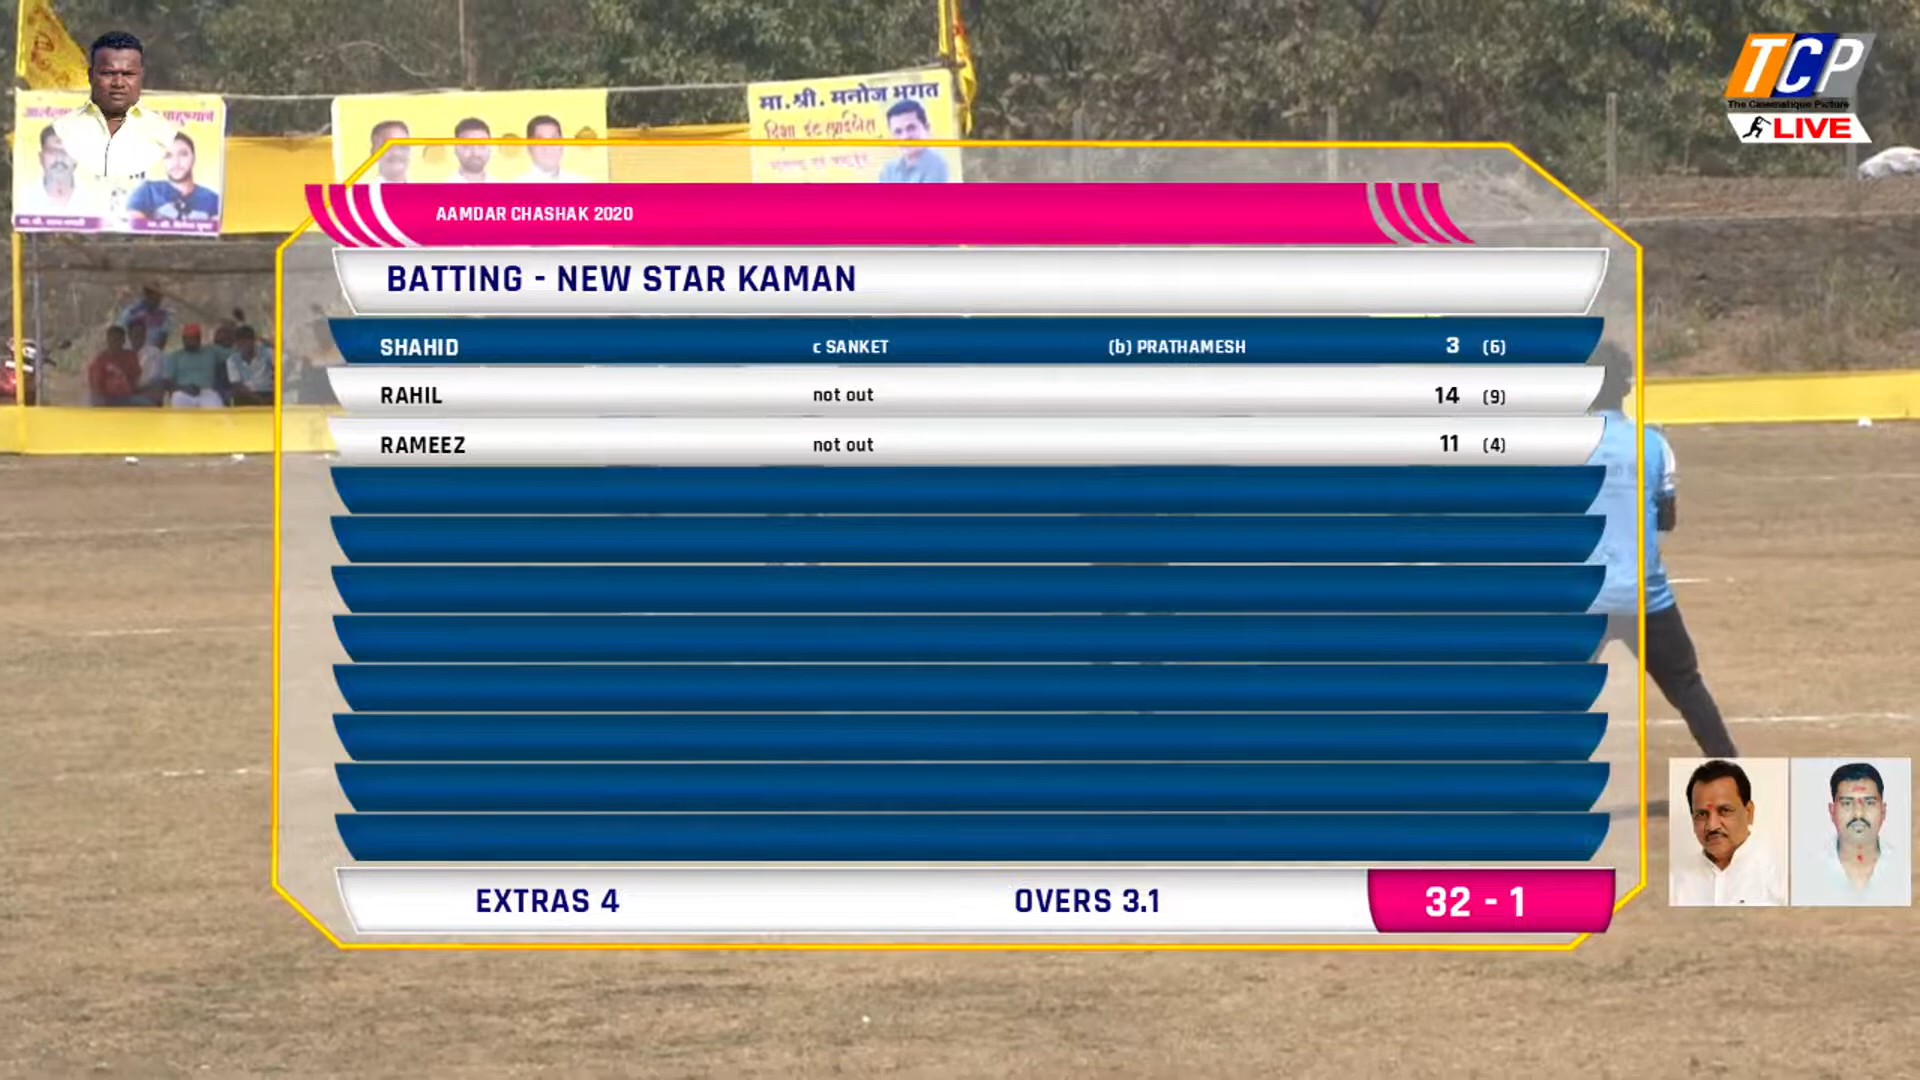 TCP
The Cinematique Picture
LIVE
मा. श्री. मनोज भगत
AAMDAR CHASHAK 2020
BATTING - NEW STAR KAMAN
SHAHID c SANKET (b) PRATHAMESH 3 (6)
RAHIL not out 14 (9)
RAMEEZ not out 11 (4)
EXTRAS 4 OVERS 3.1 32 - 1